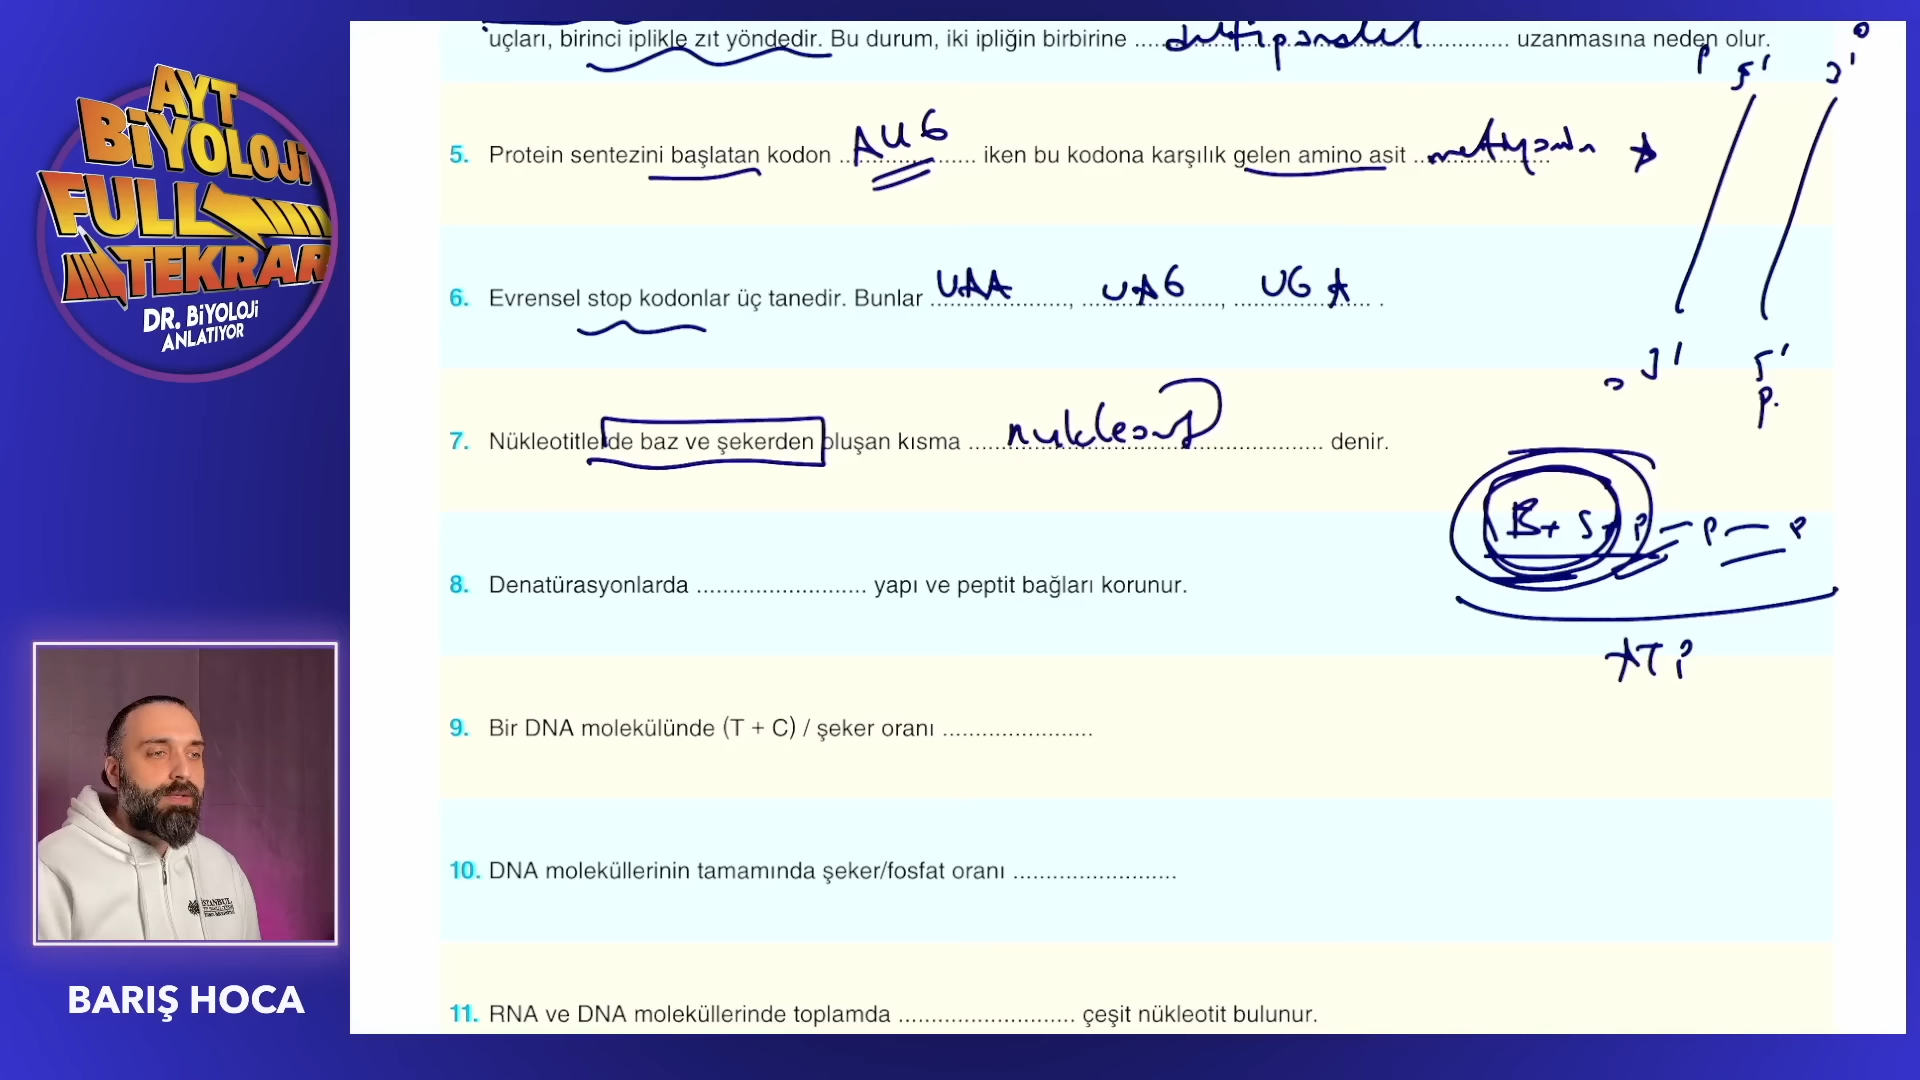 AYT
BiYOLOJi
FULL
TEKRAR
DR. BiYOLOJi
ANLATIYOR
BARIŞ HOCA
uçları, birinci iplikle zıt yöndedir. Bu durum, iki ipliğin birbirine .... antiparalel .... uzanmasına neden olur.
P 5' 3' O
5. Protein sentezini başlatan kodon .... AUG .... iken bu kodona karşılık gelen amino asit .... metiyonin
6. Evrensel stop kodonlar üç tanedir. Bunlar .... UAA ...., .... UAG ...., .... UGA .... .
3' 5'
P.
7. Nükleotitlerde baz ve şekerden oluşan kısma .... nükleozit .... denir.
B + S + P — P — P
ATP
8. Denatürasyonlarda .......................... yapı ve peptit bağları korunur.
9. Bir DNA molekülünde (T + C) / şeker oranı .......................
10. DNA moleküllerinin tamamında şeker/fosfat oranı .........................
11. RNA ve DNA moleküllerinde toplamda ........................... çeşit nükleotit bulunur.
İSTANBUL